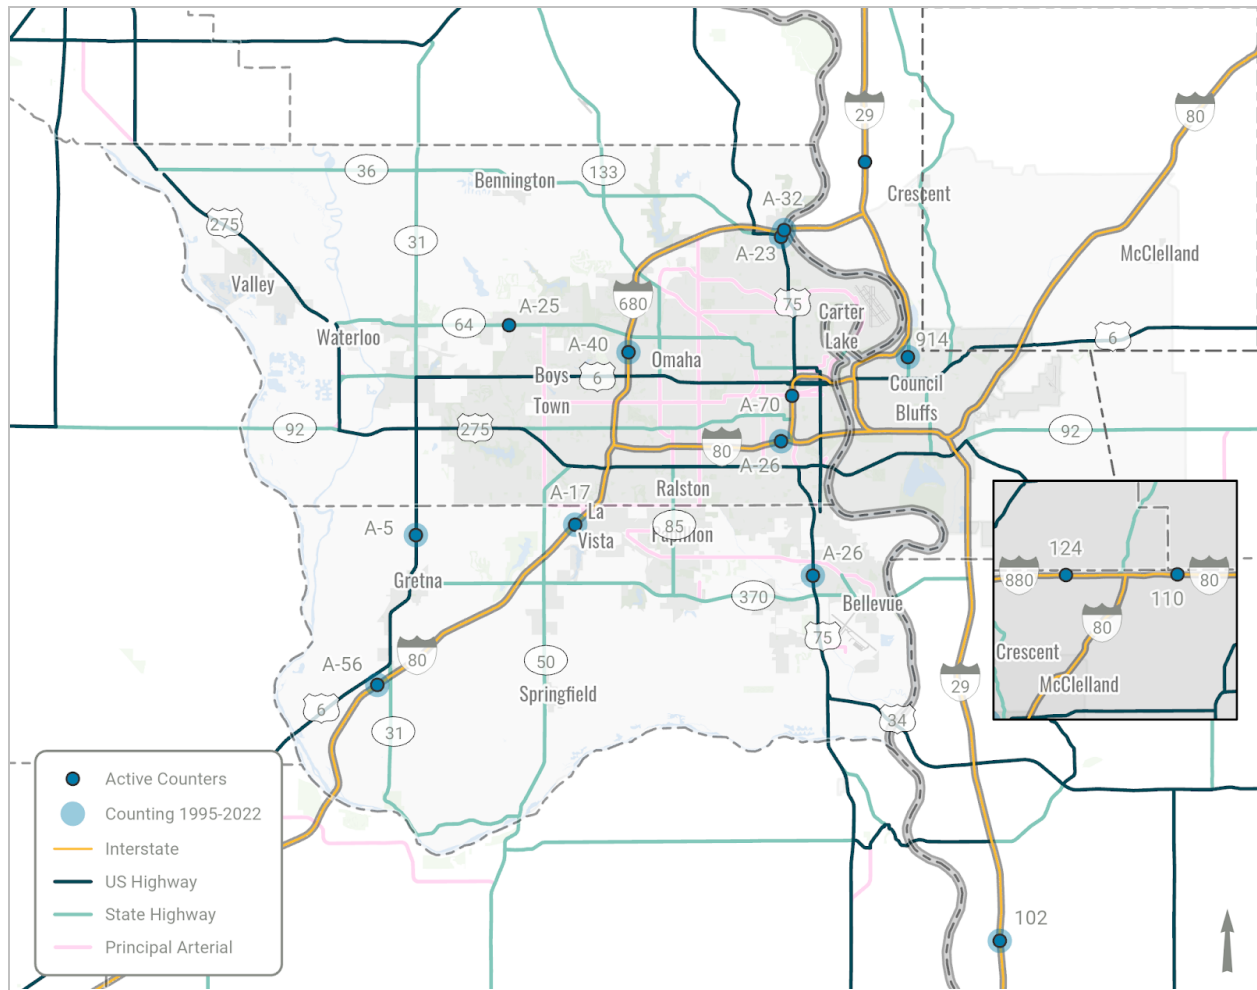 29
80
36
Bennington
133
A-32
Crescent
275
31
A-23
McClelland
Valley
680
75
A-25
Carter
Lake
64
Waterloo
A-40
914
6
Omaha
Boys
6
Town
Council
Bluffs
A-70
92
275
80
92
A-26
Ralston
A-17
La
Vista
85
A-5
A-26
124
880
80
110
Gretna
370
Bellevue
80
75
Crescent
McClelland
A-56
80
50
29
Springfield
6
31
34
Active Counters
Counting 1995-2022
Interstate
US Highway
State Highway
Principal Arterial
102